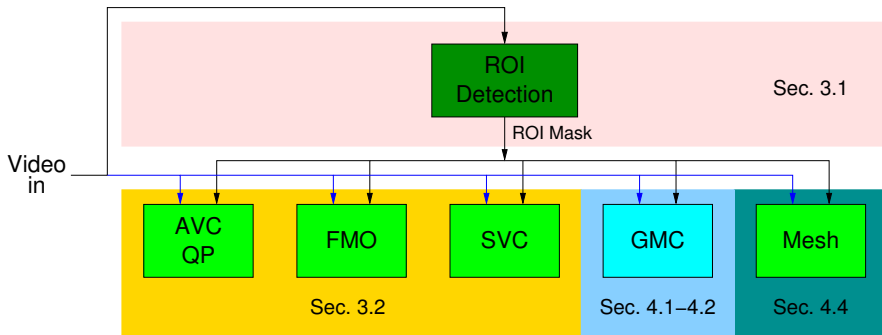 ROI
Detection
Sec. 3.1
ROI Mask
Video
in
AVC
QP
FMO
SVC
GMC
Mesh
Sec. 3.2
Sec. 4.1−4.2
Sec. 4.4